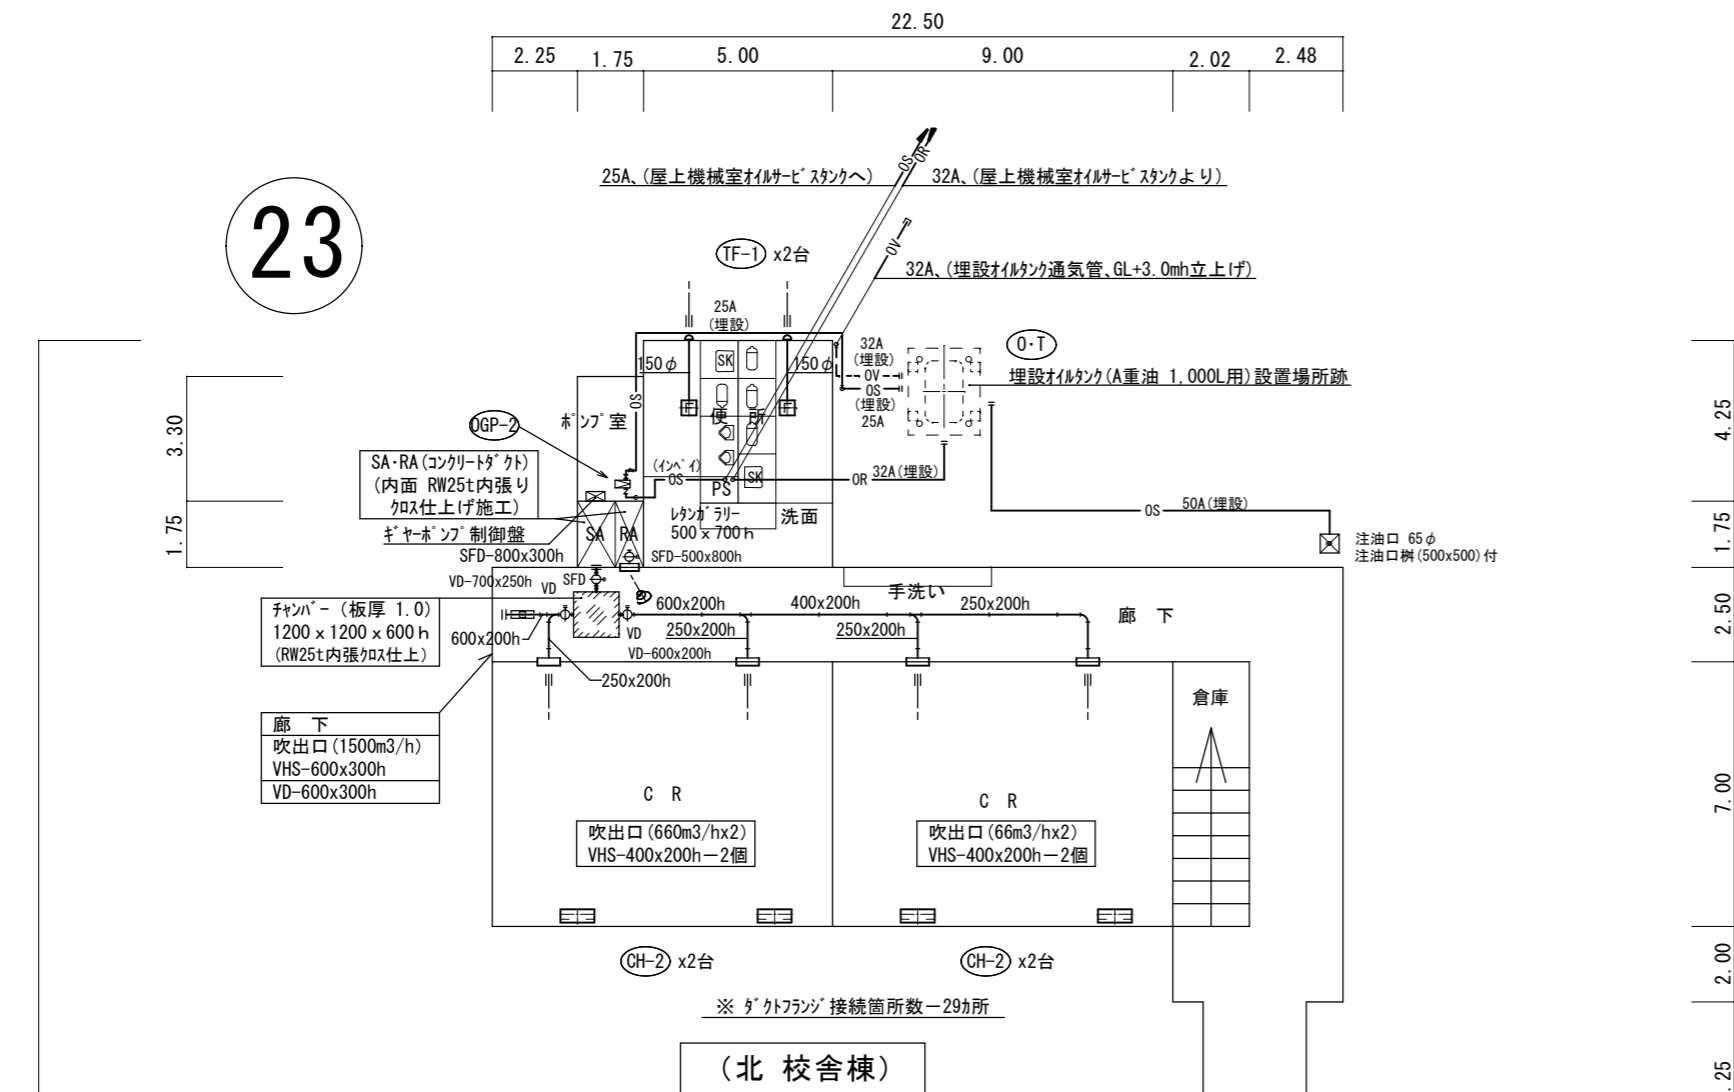 22.50
2.25 1.75 5.00 9.00 2.02 2.48
23
25A、(屋上機械室ｵｲﾙｻｰﾋﾞｽﾀﾝｸへ)
OS
OR
32A、(屋上機械室ｵｲﾙｻｰﾋﾞｽﾀﾝｸより)
TF-1 x2台
OV
32A、(埋設ｵｲﾙﾀﾝｸ通気管、GL+3.0mh立上げ)
25A
(埋設)
150φ
SK
150φ
32A
(埋設)
OV
OS
(埋設)
25A
O･T
埋設ｵｲﾙﾀﾝｸ(A重油 1,000L用)設置場所跡
OS
F
便 所
F
OGP-2
ﾎﾟﾝﾌﾟ室
SA･RA(ｺﾝｸﾘｰﾄﾀﾞｸﾄ)
(内面 RW25t内張り
ｸﾛｽ仕上げ施工)
ｷﾞﾔｰﾎﾟﾝﾌﾟ制御盤
(ｲﾝﾍﾟｲ)
OS
PS
SK
OR 32A(埋設)
OS 50A(埋設)
注油口 65φ
注油口桝(500x500)付
SA RA
ﾚﾀﾝｶﾞﾗﾘｰ
500x700h
洗面
SFD-800x300h
SFD-500x800h
VD-700x250h
VD
SFD
手洗い
ﾁｬﾝﾊﾞｰ (板厚 1.0)
1200x1200x600h
(RW25t内張ｸﾛｽ仕上)
600x200h
VD
600x200h
400x200h
250x200h
250x200h
250x200h
VD-600x200h
250x200h
廊 下
廊 下
吹出口(1500m3/h)
VHS-600x300h
VD-600x300h
倉庫
C R
吹出口(660m3/hx2)
VHS-400x200h－2個
C R
吹出口(66m3/hx2)
VHS-400x200h－2個
CH-2 x2台
CH-2 x2台
※ ﾀﾞｸﾄﾌﾗﾝｼﾞ接続箇所数－29ｶ所
(北 校舎棟)
3.30
1.75
4.25
1.75
2.50
7.00
2.00
.25